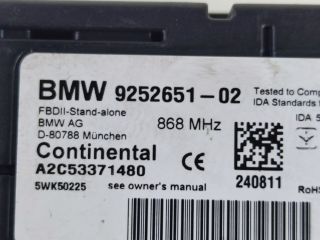 BMW 9252651-02
Tested to Comp
IDA Standards
FBDII-Stand-alone
BMW AG
868 MHz
IDA
D-80788 München
Continental
CE
A2C53371480
240811
RoHS
5WK50225
see owner's manual